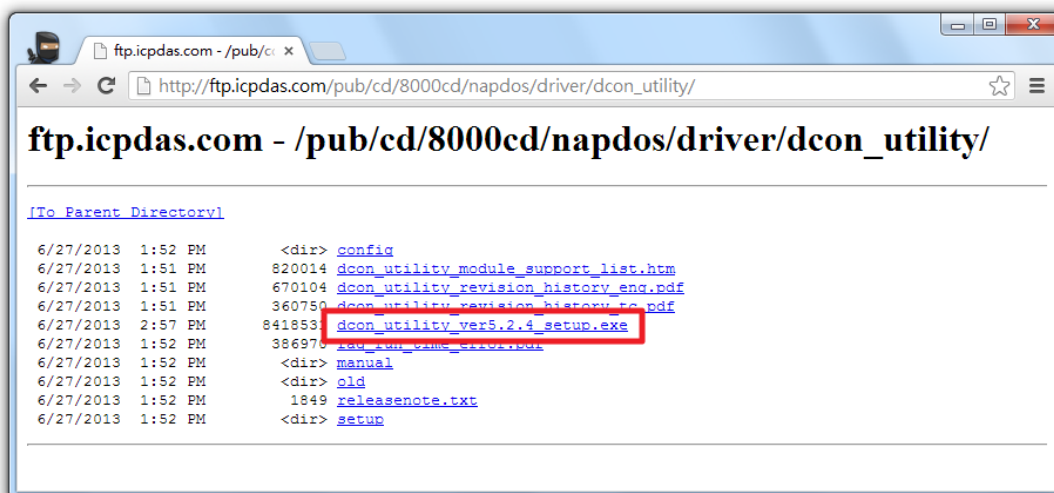 ftp.icpdas.com - /pub/c
http://ftp.icpdas.com/pub/cd/8000cd/napdos/driver/dcon_utility/
ftp.icpdas.com - /pub/cd/8000cd/napdos/driver/dcon_utility/
[To Parent Directory]
6/27/2013 1:52 PM <dir> config
6/27/2013 1:51 PM 820014 dcon_utility_module_support_list.htm
6/27/2013 1:51 PM 670104 dcon_utility_revision_history_eng.pdf
6/27/2013 1:51 PM 360750 dcon_utility_revision_history_tc.pdf
6/27/2013 2:57 PM dcon_utility_ver5.2.4_setup.exe
6/27/2013 1:52 PM 386970 faq_run_time_error.pdf
6/27/2013 1:52 PM <dir> manual
6/27/2013 1:52 PM <dir> old
6/27/2013 1:52 PM 1849 releasenote.txt
6/27/2013 1:52 PM <dir> setup